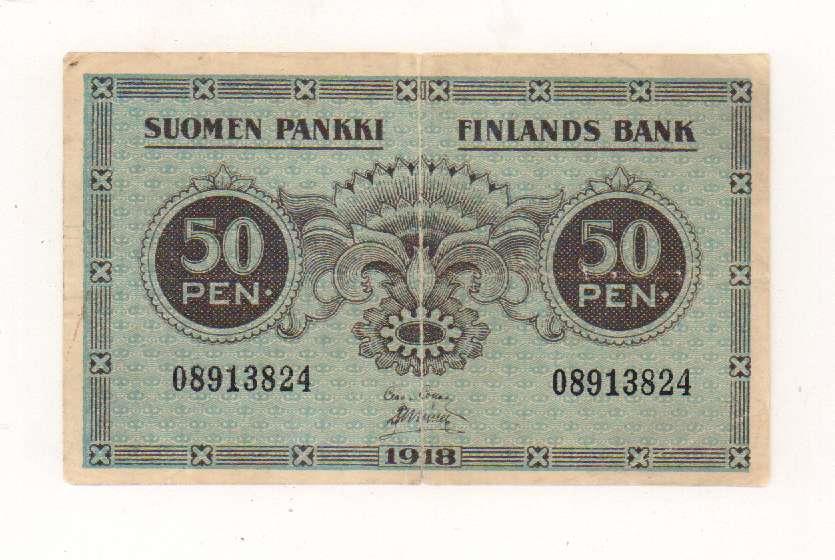 SUOMEN PANKKI FINLANDS BANK
50 50
PEN. PEN.
08913824 08913824
1918